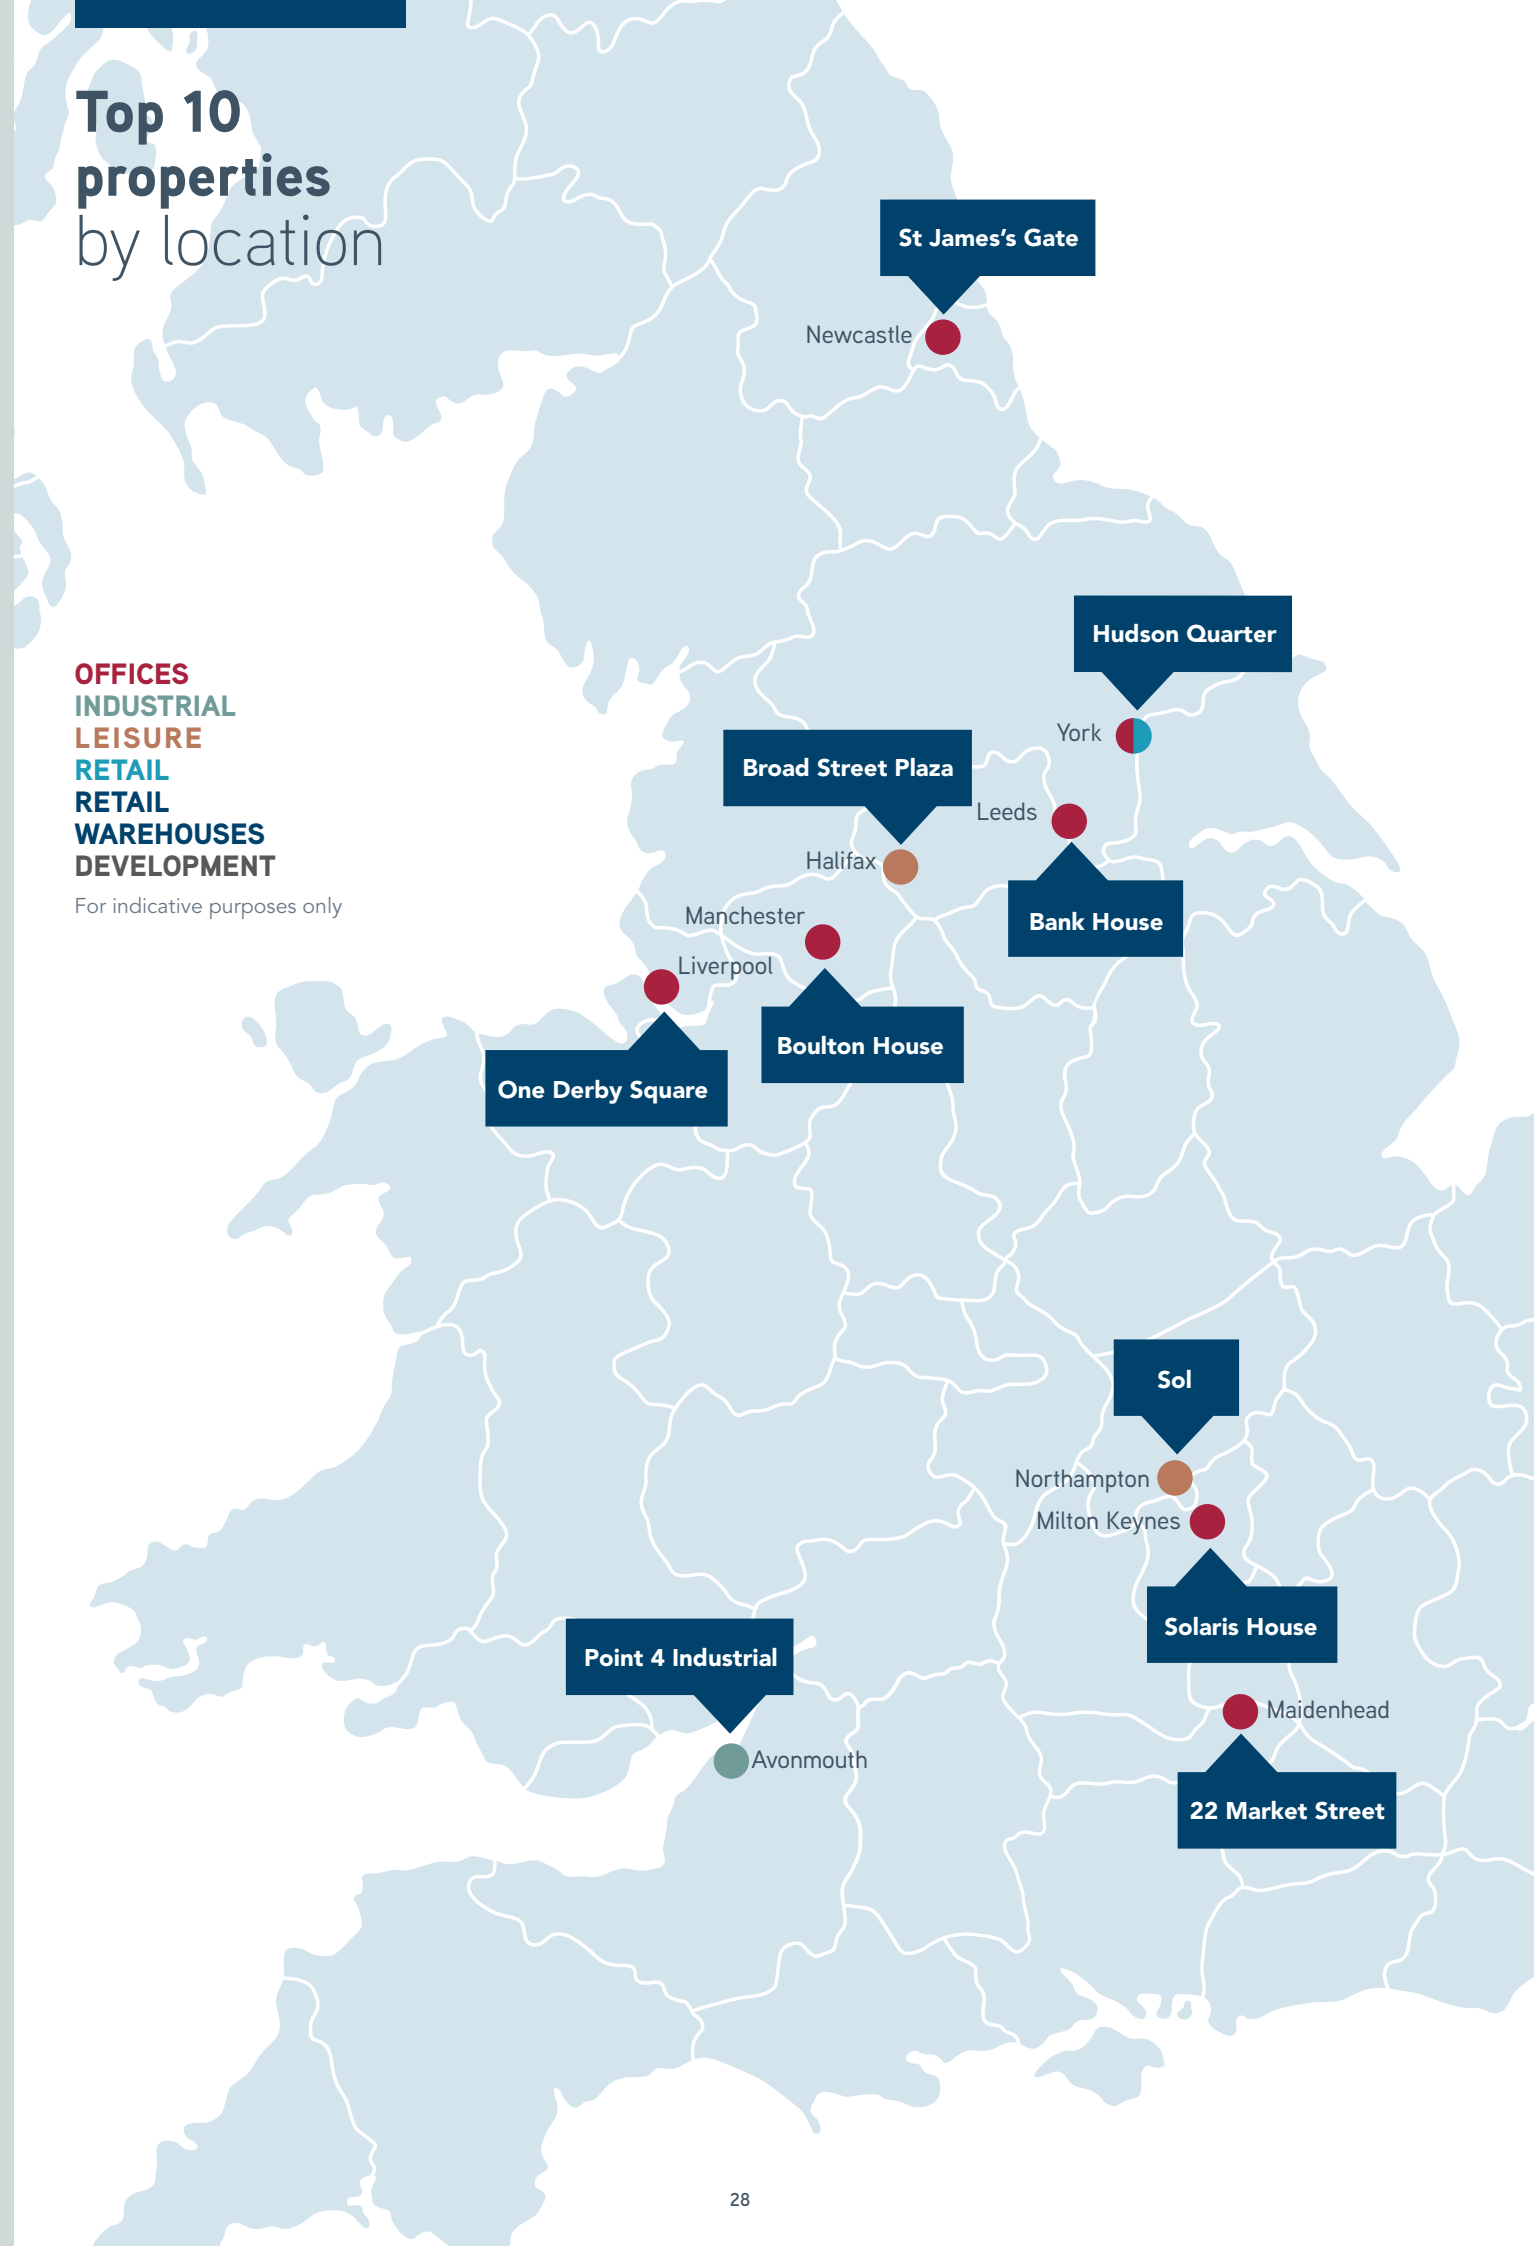 Top 10
properties
by location
St James’s Gate
Newcastle
Hudson Quarter
York
OFFICES
INDUSTRIAL
LEISURE
RETAIL
RETAIL
WAREHOUSES
DEVELOPMENT
For indicative purposes only
Broad Street Plaza
Leeds
Halifax
Bank House
Manchester
Liverpool
Boulton House
One Derby Square
Sol
Northampton
Milton Keynes
Solaris House
Point 4 Industrial
Maidenhead
Avonmouth
22 Market Street
28